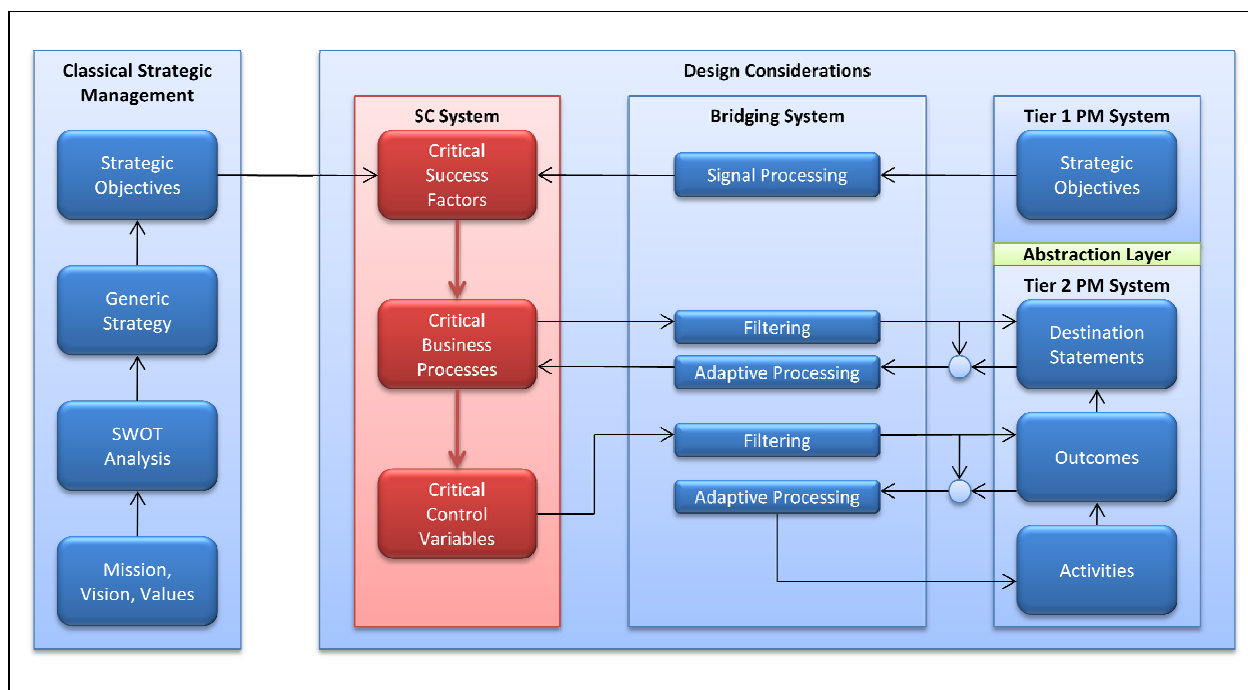 Classical Strategic
Management
Strategic
Objectives
Generic
Strategy
SWOT
Analysis
Mission,
Vision, Values
Design Considerations
SC System
Critical
Success
Factors
Critical
Business
Processes
Critical
Control
Variables
Bridging System
Signal Processing
Filtering
Adaptive Processing
Filtering
Adaptive Processing
Tier 1 PM System
Strategic
Objectives
Abstraction Layer
Tier 2 PM System
Destination
Statements
Outcomes
Activities